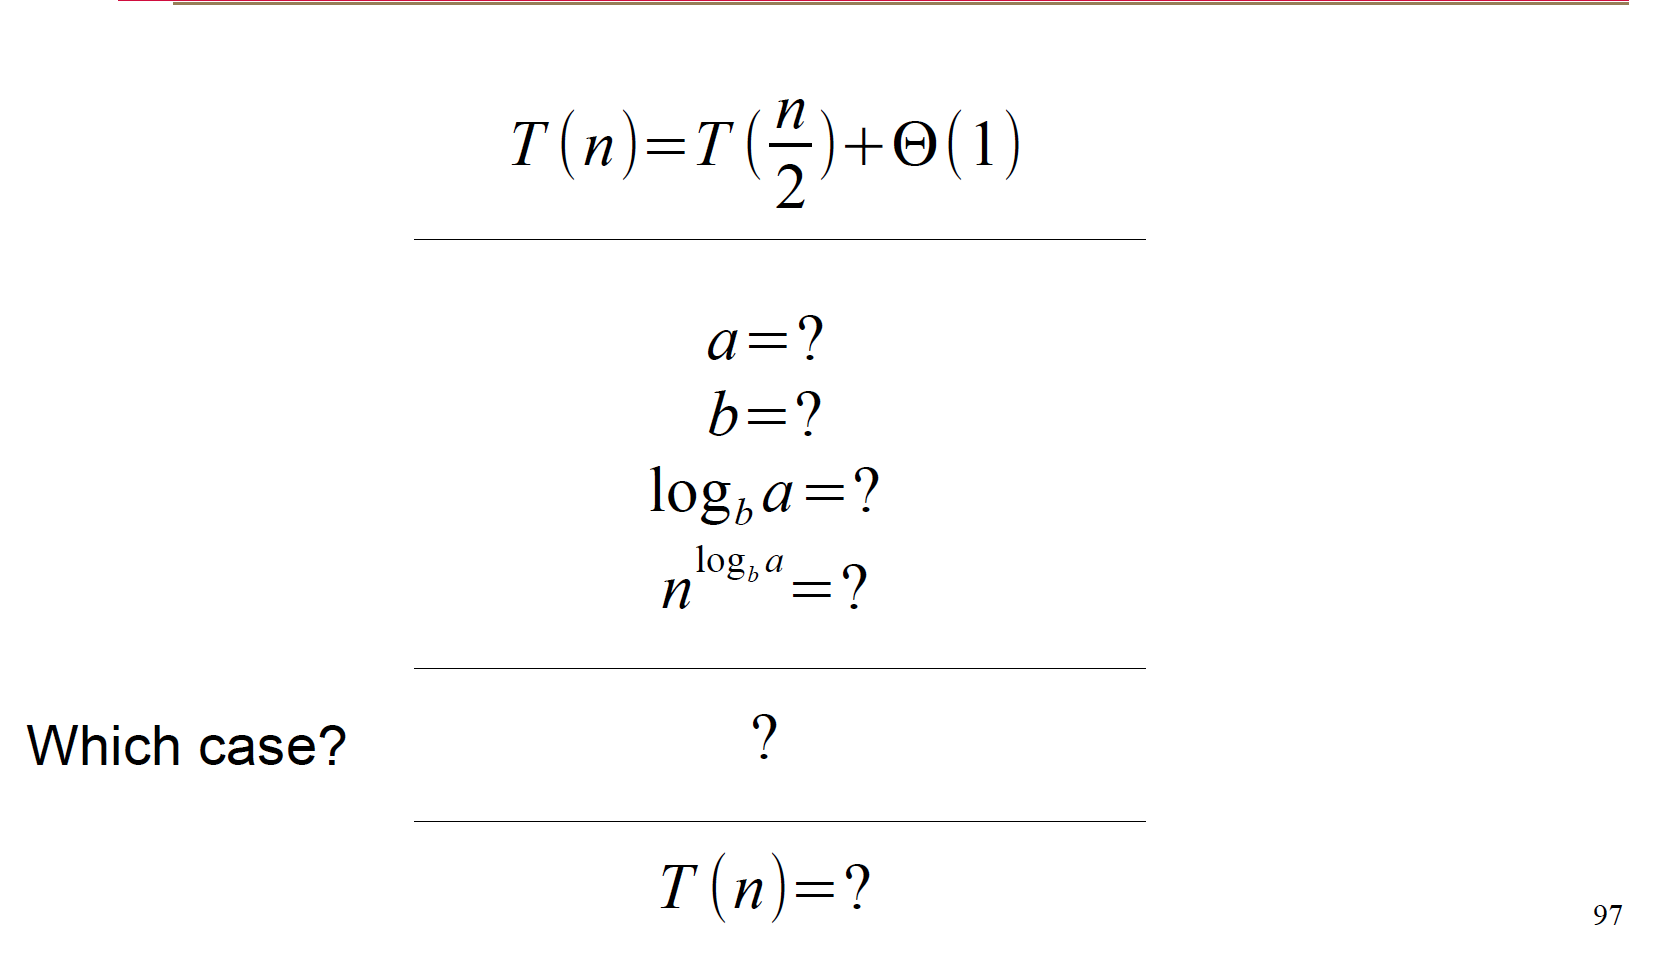 T(n)=T(n/2)+Θ(1)
a=?
b=?
log_b a=?
n^(log_b a)=?
Which case? ?
T(n)=?
97